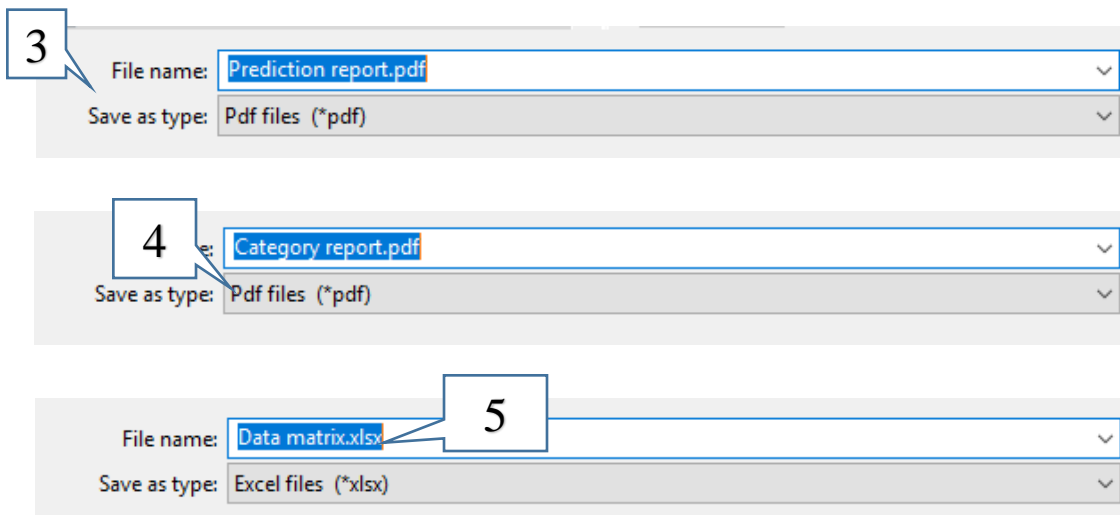 3
File name: Prediction report.pdf
Save as type: Pdf files (*pdf)
4
e: Category report.pdf
Save as type: Pdf files (*pdf)
5
File name: Data matrix.xlsx
Save as type: Excel files (*xlsx)